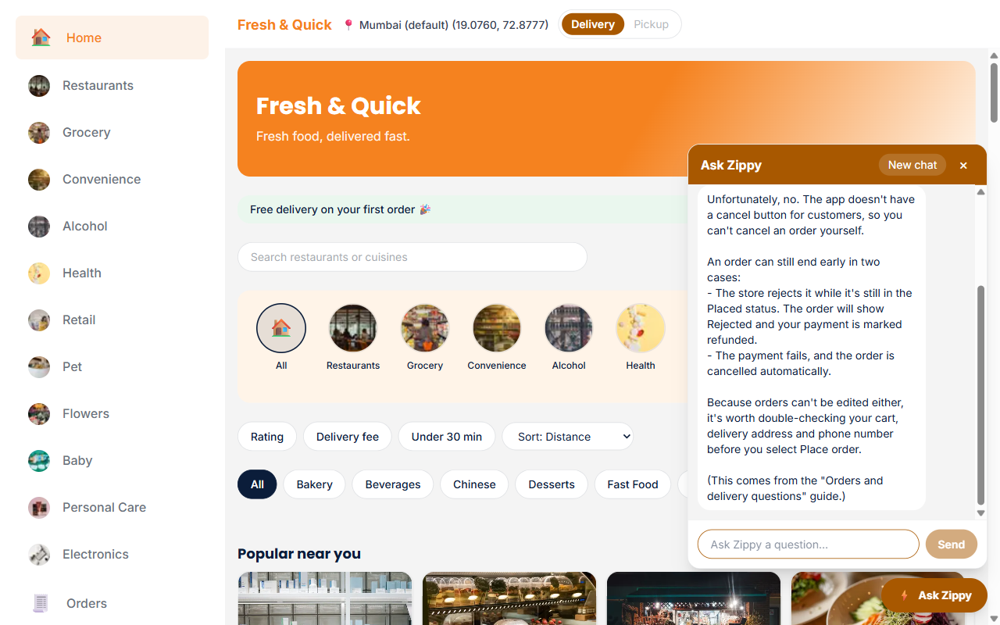 Home
Restaurants
Grocery
Convenience
Alcohol
Health
Retail
Pet
Flowers
Baby
Personal Care
Electronics
Orders
Fresh & Quick
Mumbai (default) (19.0760, 72.8777)
Delivery
Pickup
Fresh & Quick
Fresh food, delivered fast.
Free delivery on your first order 🎉
Search restaurants or cuisines
All
Restaurants
Grocery
Convenience
Alcohol
Health
Rating
Delivery fee
Under 30 min
Sort: Distance
All
Bakery
Beverages
Chinese
Desserts
Fast Food
Popular near you
Ask Zippy
New chat
×
Unfortunately, no. The app doesn't have
a cancel button for customers, so you
can't cancel an order yourself.
An order can still end early in two
cases:
- The store rejects it while it's still in the
Placed status. The order will show
Rejected and your payment is marked
refunded.
- The payment fails, and the order is
cancelled automatically.
Because orders can't be edited either,
it's worth double-checking your cart,
delivery address and phone number
before you select Place order.
(This comes from the "Orders and
delivery questions" guide.)
Ask Zippy a question...
Send
Ask Zippy